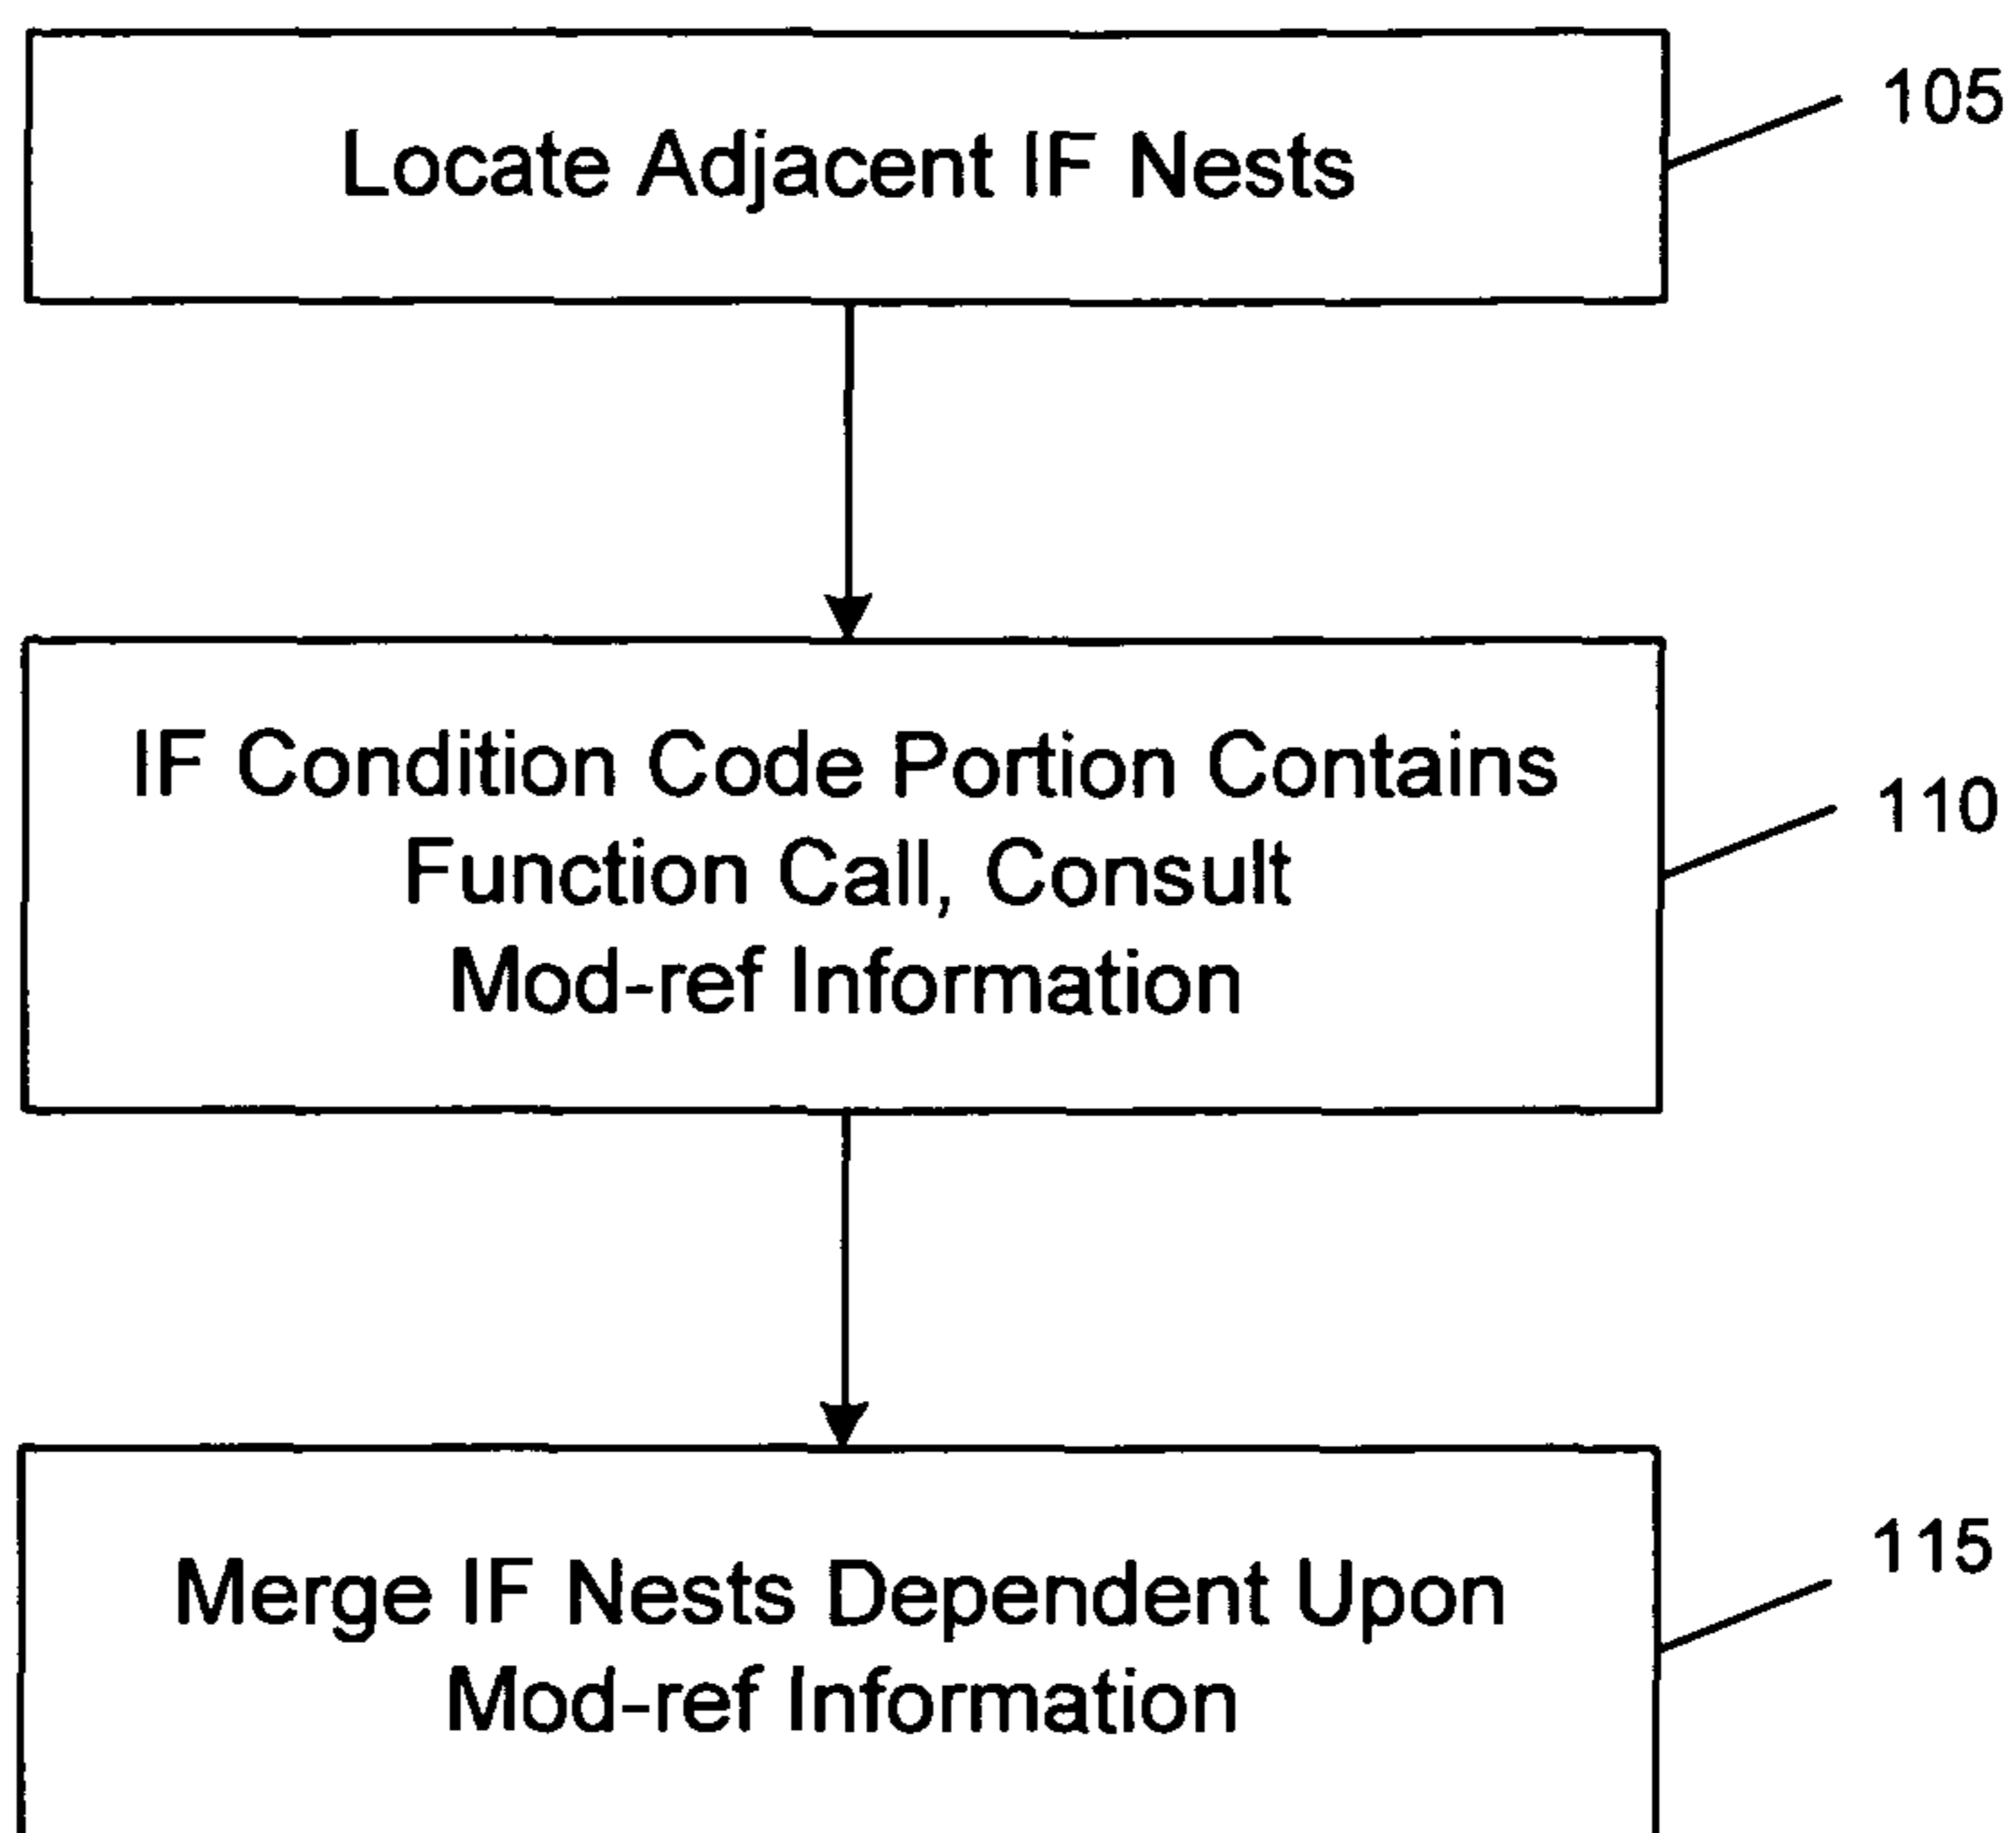 Locate Adjacent IF Nests
105
IF Condition Code Portion Contains
Function Call, Consult
Mod-ref Information
110
Merge IF Nests Dependent Upon
Mod-ref Information
115